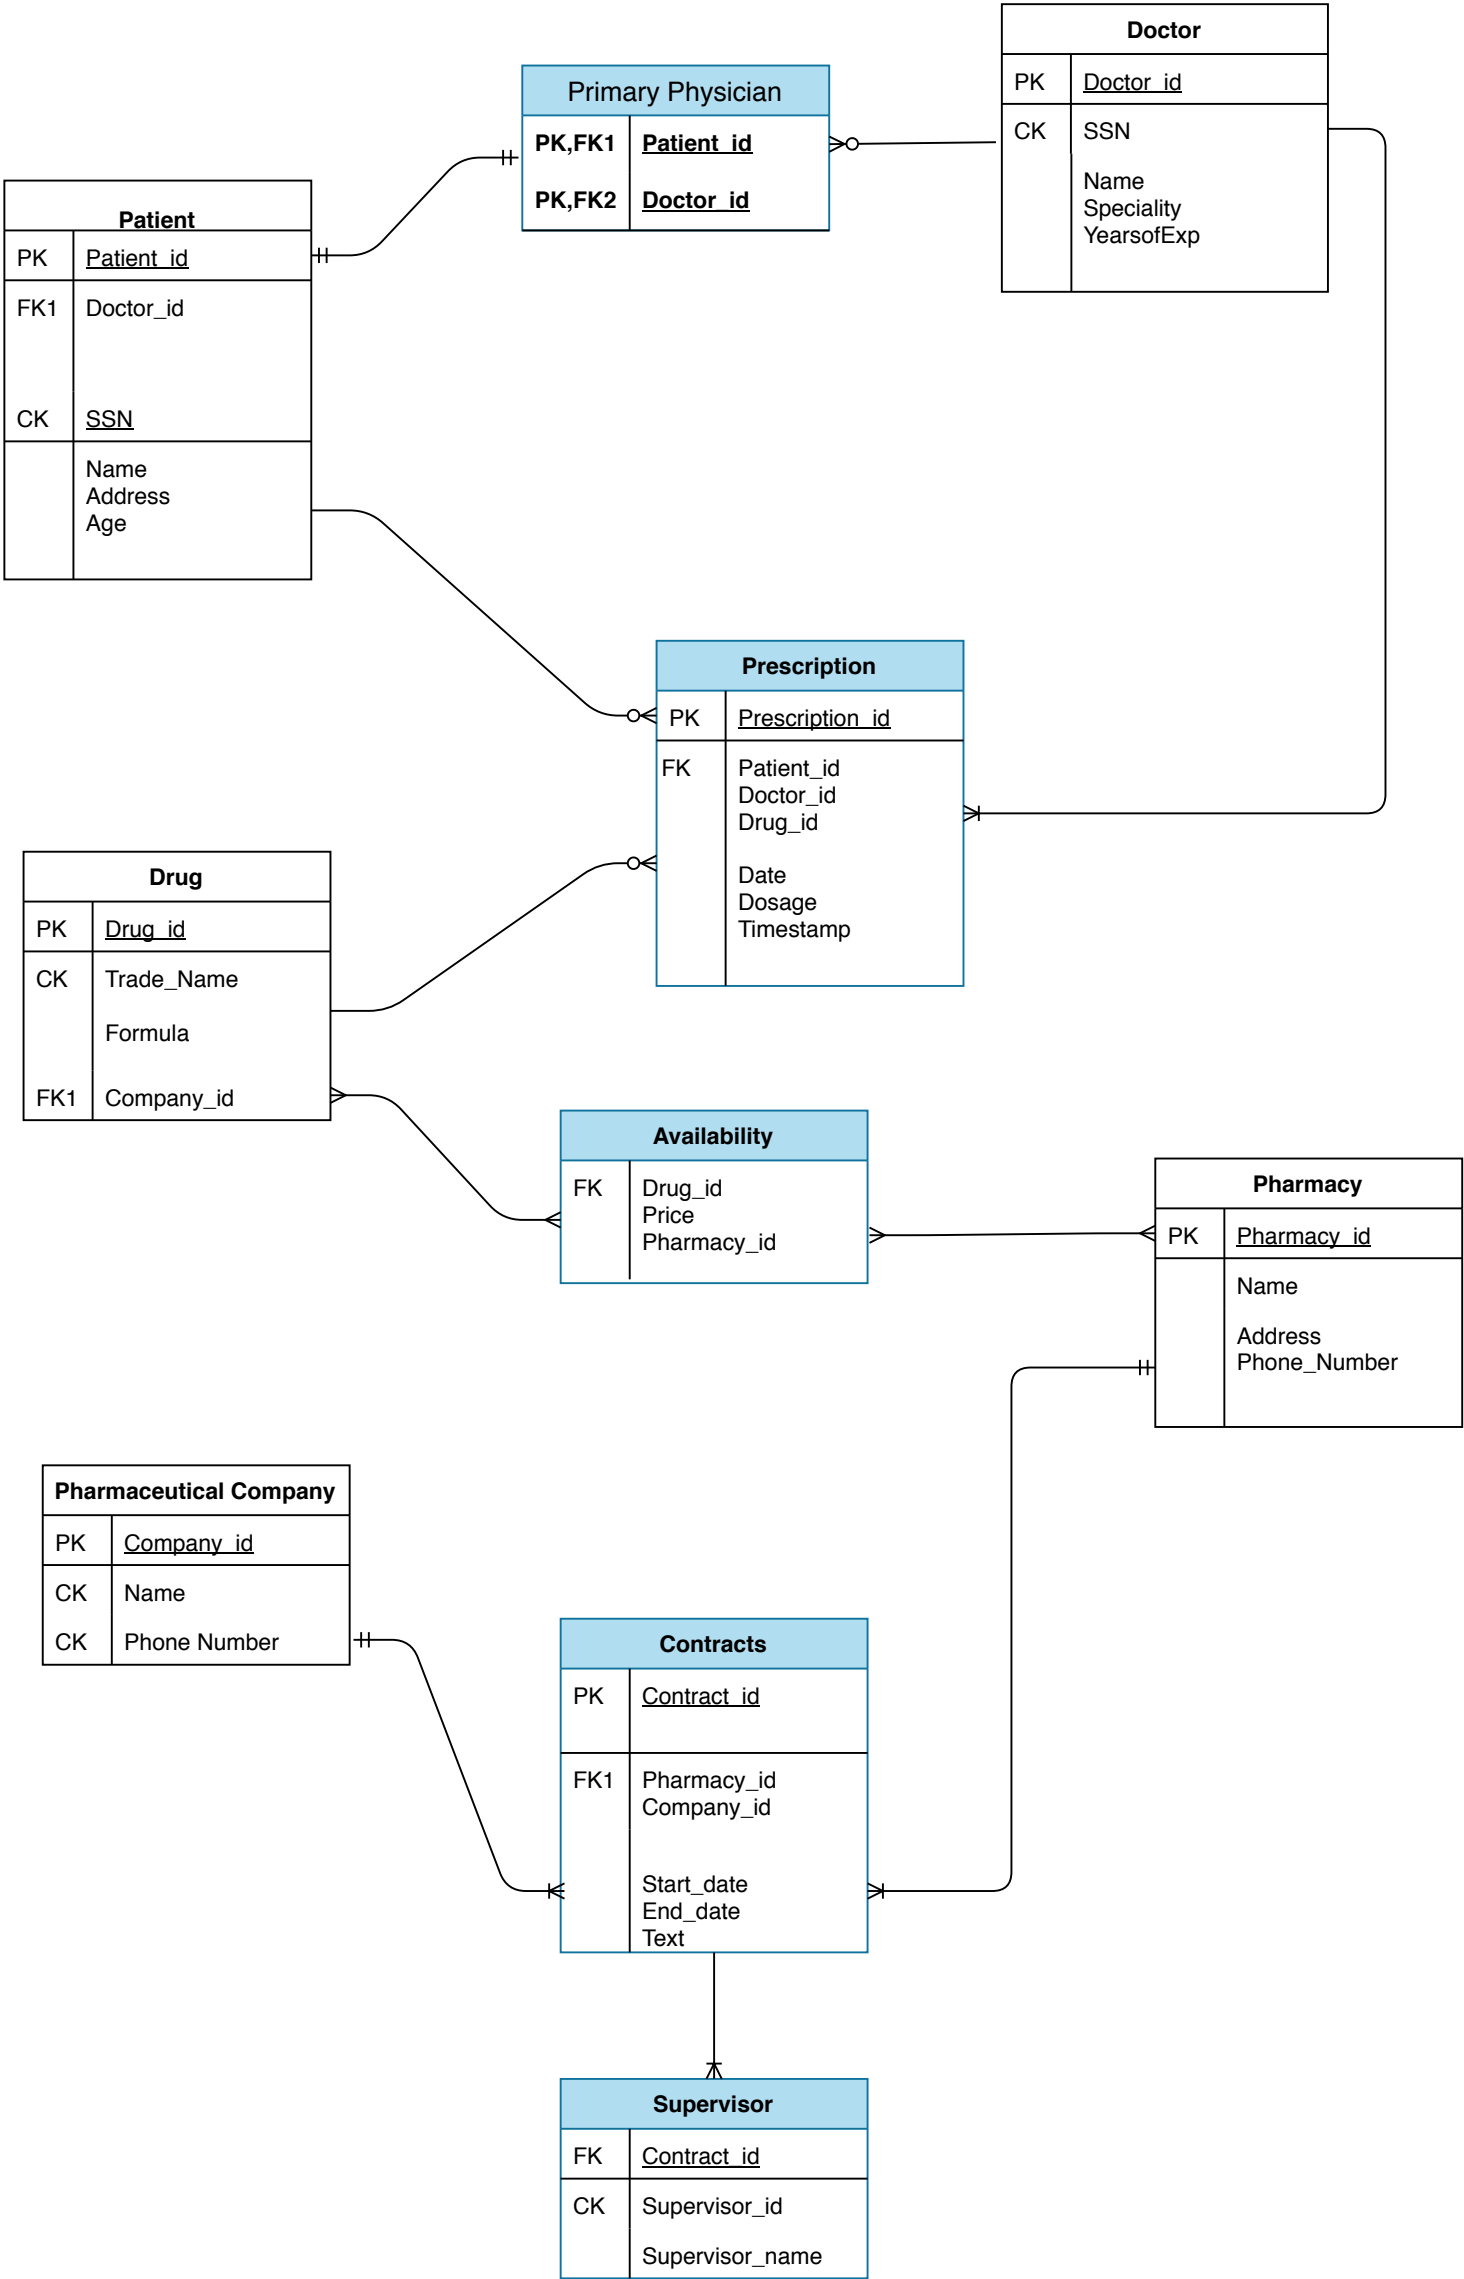 Doctor
PK Doctor_id
CK SSN
Name
Speciality
YearsofExp
Primary Physician
PK,FK1 Patient_id
PK,FK2 Doctor_id
Patient
PK Patient_id
FK1 Doctor_id
CK SSN
Name
Address
Age
Prescription
PK Prescription_id
FK Patient_id
Doctor_id
Drug_id
Date
Dosage
Timestamp
Drug
PK Drug_id
CK Trade_Name
Formula
FK1 Company_id
Availability
FK Drug_id
Price
Pharmacy_id
Pharmacy
PK Pharmacy_id
Name
Address
Phone_Number
Pharmaceutical Company
PK Company_id
CK Name
CK Phone Number
Contracts
PK Contract_id
FK1 Pharmacy_id
Company_id
Start_date
End_date
Text
Supervisor
FK Contract_id
CK Supervisor_id
Supervisor_name